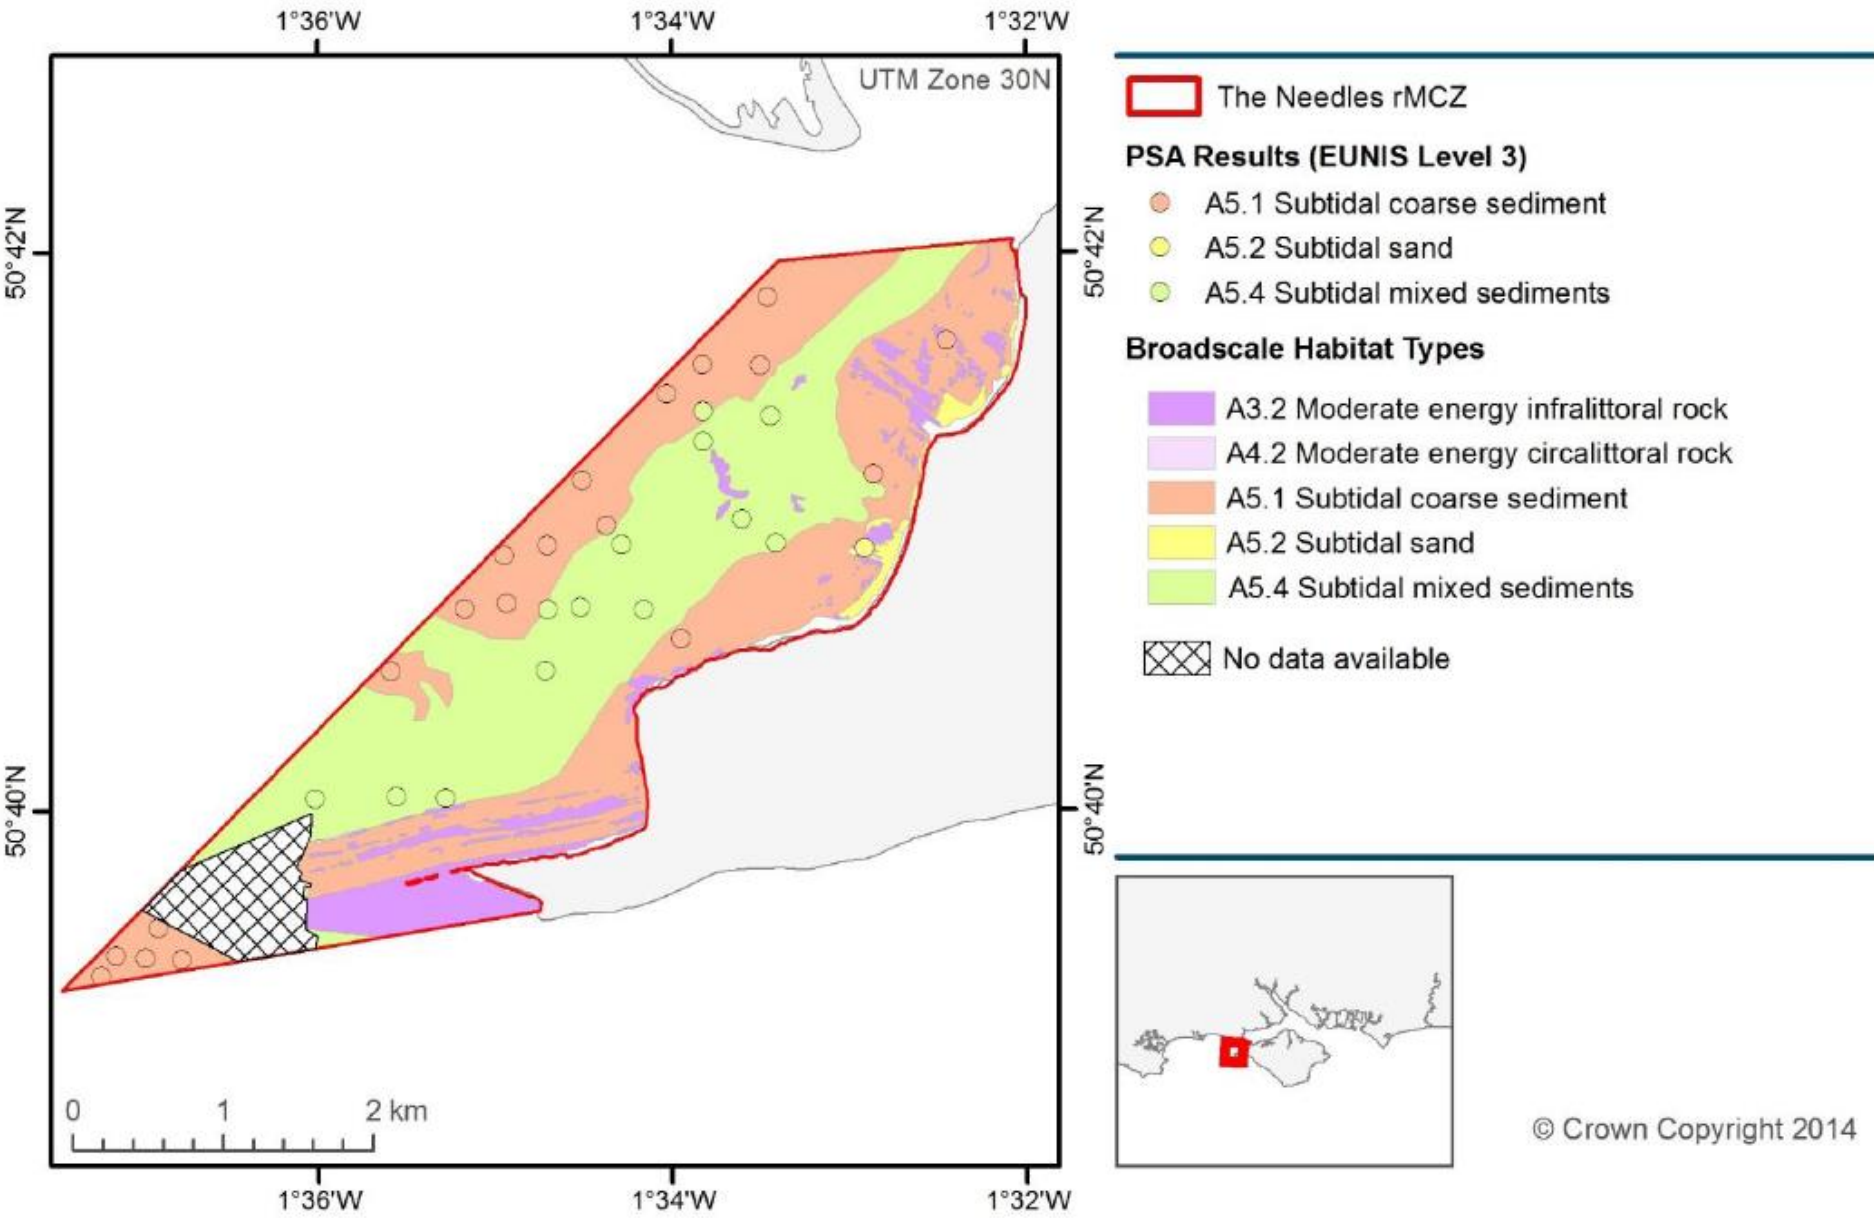 1°36'W 1°34'W 1°32'W
UTM Zone 30N
50°42'N
50°42'N
50°40'N
50°40'N
0 1 2 km
1°36'W 1°34'W 1°32'W
The Needles rMCZ
PSA Results (EUNIS Level 3)
A5.1 Subtidal coarse sediment
A5.2 Subtidal sand
A5.4 Subtidal mixed sediments
Broadscale Habitat Types
A3.2 Moderate energy infralittoral rock
A4.2 Moderate energy circalittoral rock
A5.1 Subtidal coarse sediment
A5.2 Subtidal sand
A5.4 Subtidal mixed sediments
No data available
© Crown Copyright 2014